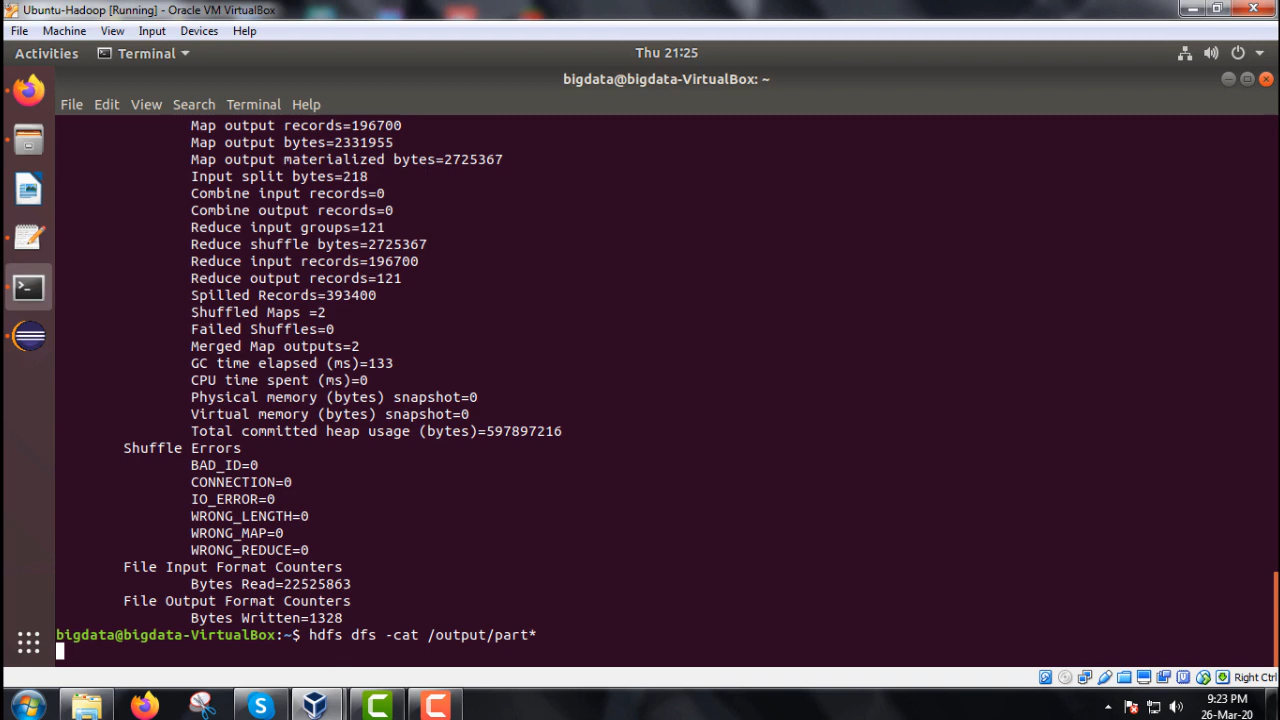 Ubuntu-Hadoop [Running] - Oracle VM VirtualBox
File Machine View Input Devices Help
Activities Terminal Thu 21:25
bigdata@bigdata-VirtualBox: ~
File Edit View Search Terminal Help
Map output records=196700
Map output bytes=2331955
Map output materialized bytes=2725367
Input split bytes=218
Combine input records=0
Combine output records=0
Reduce input groups=121
Reduce shuffle bytes=2725367
Reduce input records=196700
Reduce output records=121
Spilled Records=393400
Shuffled Maps =2
Failed Shuffles=0
Merged Map outputs=2
GC time elapsed (ms)=133
CPU time spent (ms)=0
Physical memory (bytes) snapshot=0
Virtual memory (bytes) snapshot=0
Total committed heap usage (bytes)=597897216
Shuffle Errors
BAD_ID=0
CONNECTION=0
IO_ERROR=0
WRONG_LENGTH=0
WRONG_MAP=0
WRONG_REDUCE=0
File Input Format Counters
Bytes Read=22525863
File Output Format Counters
Bytes Written=1328
bigdata@bigdata-VirtualBox:~$ hdfs dfs -cat /output/part*
Right Ctrl
9:23 PM
26-Mar-20